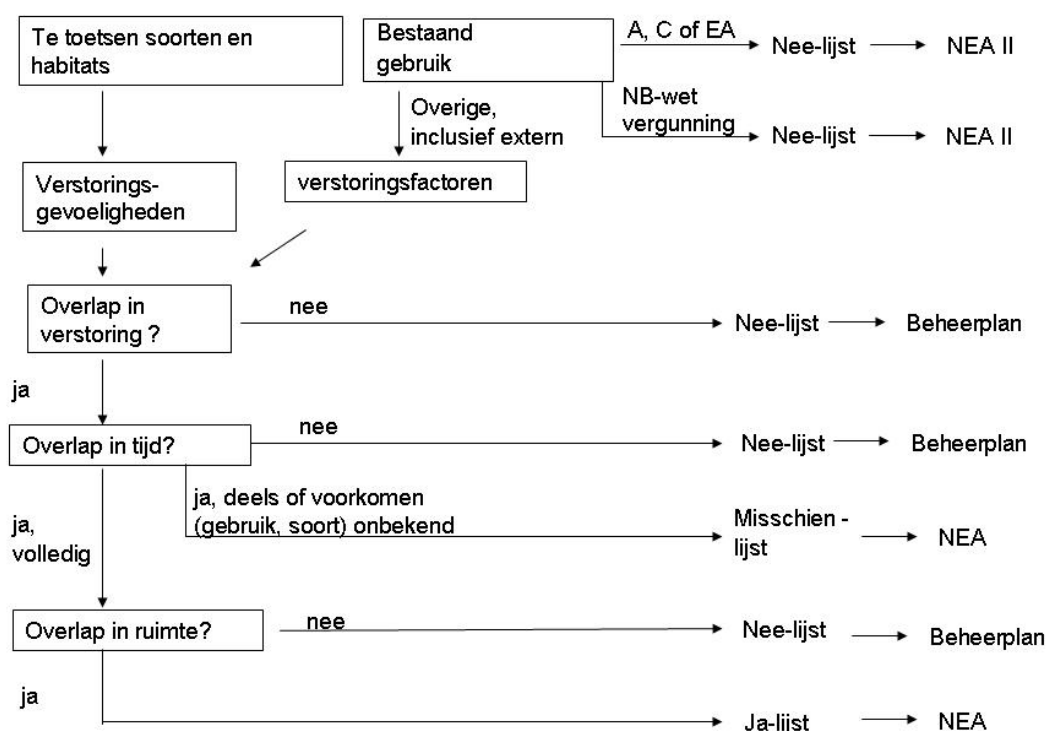 Te toetsen soorten en
habitats
Bestaand
gebruik
A, C of EA
Nee-lijst
NEA II
NB-wet
vergunning
Nee-lijst
NEA II
Overige,
inclusief extern
Verstorings-
gevoeligheden
verstoringsfactoren
Overlap in
verstoring ?
nee
Nee-lijst
Beheerplan
ja
Overlap in tijd?
nee
Nee-lijst
Beheerplan
ja, deels of voorkomen
(gebruik, soort) onbekend
Misschien -
lijst
NEA
ja,
volledig
Overlap in ruimte?
nee
Nee-lijst
Beheerplan
ja
Ja-lijst
NEA